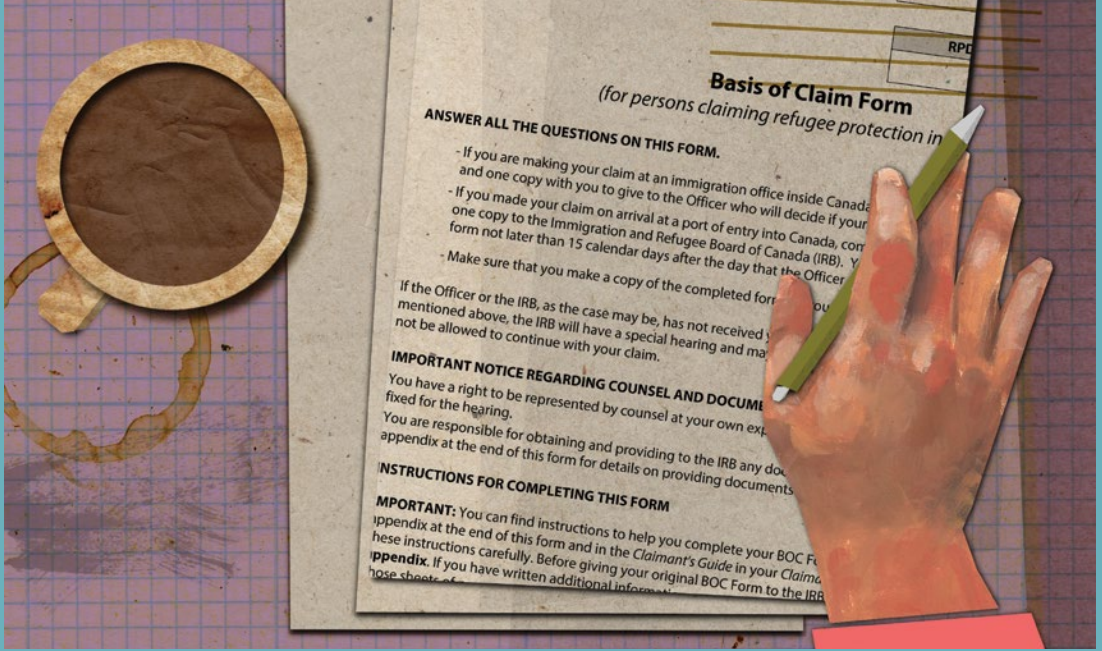 RPD
Basis of Claim Form
(for persons claiming refugee protection in
ANSWER ALL THE QUESTIONS ON THIS FORM.
- If you are making your claim at an immigration office inside Canada
and one copy with you to give to the Officer who will decide if your
- If you made your claim on arrival at a port of entry into Canada, com
one copy to the Immigration and Refugee Board of Canada (IRB). Y
form not later than 15 calendar days after the day that the Officer
- Make sure that you make a copy of the completed for
If the Officer or the IRB, as the case may be, has not received
mentioned above, the IRB will have a special hearing and ma
not be allowed to continue with your claim.
IMPORTANT NOTICE REGARDING COUNSEL AND DOCUME
You have a right to be represented by counsel at your own exp
fixed for the hearing.
You are responsible for obtaining and providing to the IRB any doc
appendix at the end of this form for details on providing documents
NSTRUCTIONS FOR COMPLETING THIS FORM
MPORTANT: You can find instructions to help you complete your BOC Fo
appendix at the end of this form and in the Claimant's Guide in your Claima
hese instructions carefully. Before giving your original BOC Form to the IRB
appendix. If you have written additional informati
hose sheets of